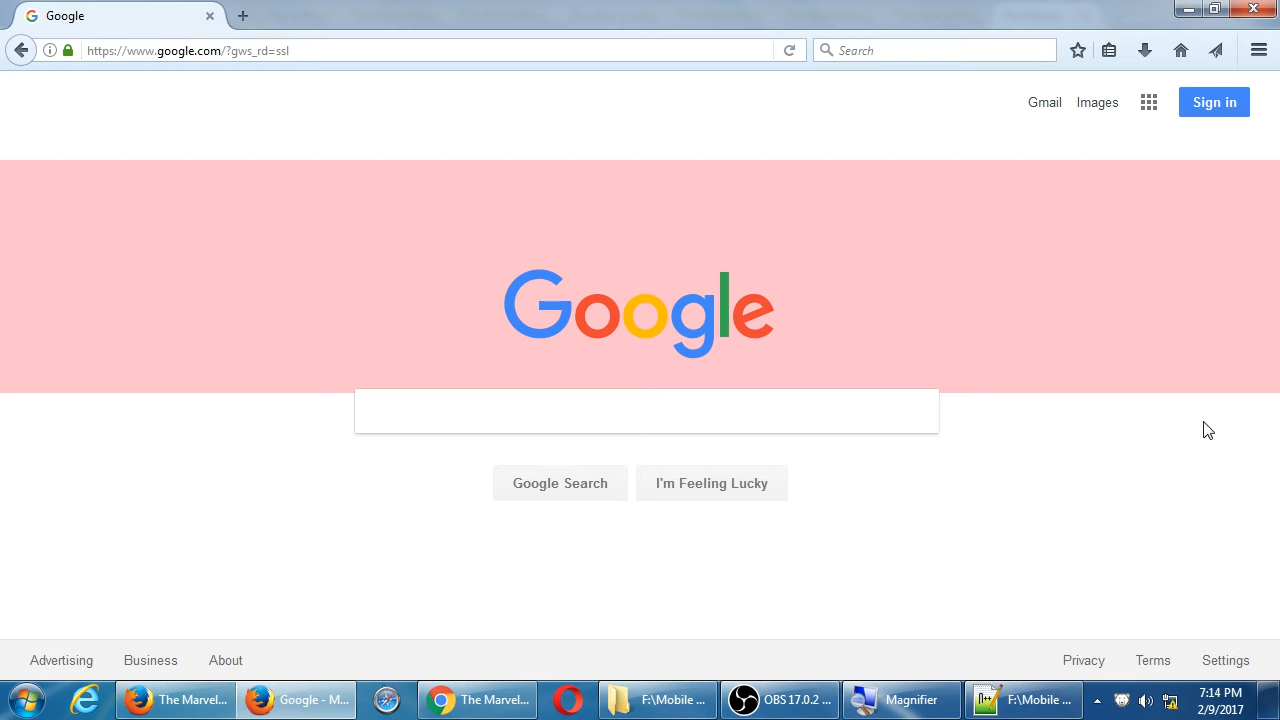 Google
https://www.google.com/?gws_rd=ssl
Search
Gmail Images Sign in
Google
Google Search I'm Feeling Lucky
Advertising Business About Privacy Terms Settings
The Marvel... Google - M... The Marvel... F:\Mobile ... OBS 17.0.2 ... Magnifier F:\Mobile ... 7:14 PM
2/9/2017